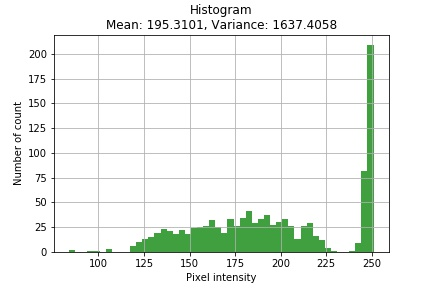 Histogram
Mean: 195.3101, Variance: 1637.4058
200
175
150
125
100
75
50
25
0
Number of count
100 125 150 175 200 225 250
Pixel intensity